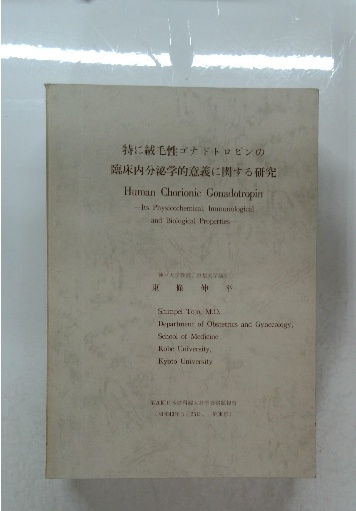 特に絨毛性ゴナドトロピンの
臨床内分泌学的意義に関する研究
Human Chorionic Gonadotropin
—Its Physicochemical, Immunological
and Biological Properties—
東 條 伸 平
Shimpei Tojo, M.D.
Department of Obstetrics and Gynecology,
School of Medicine
Kobe University,
Kyoto University